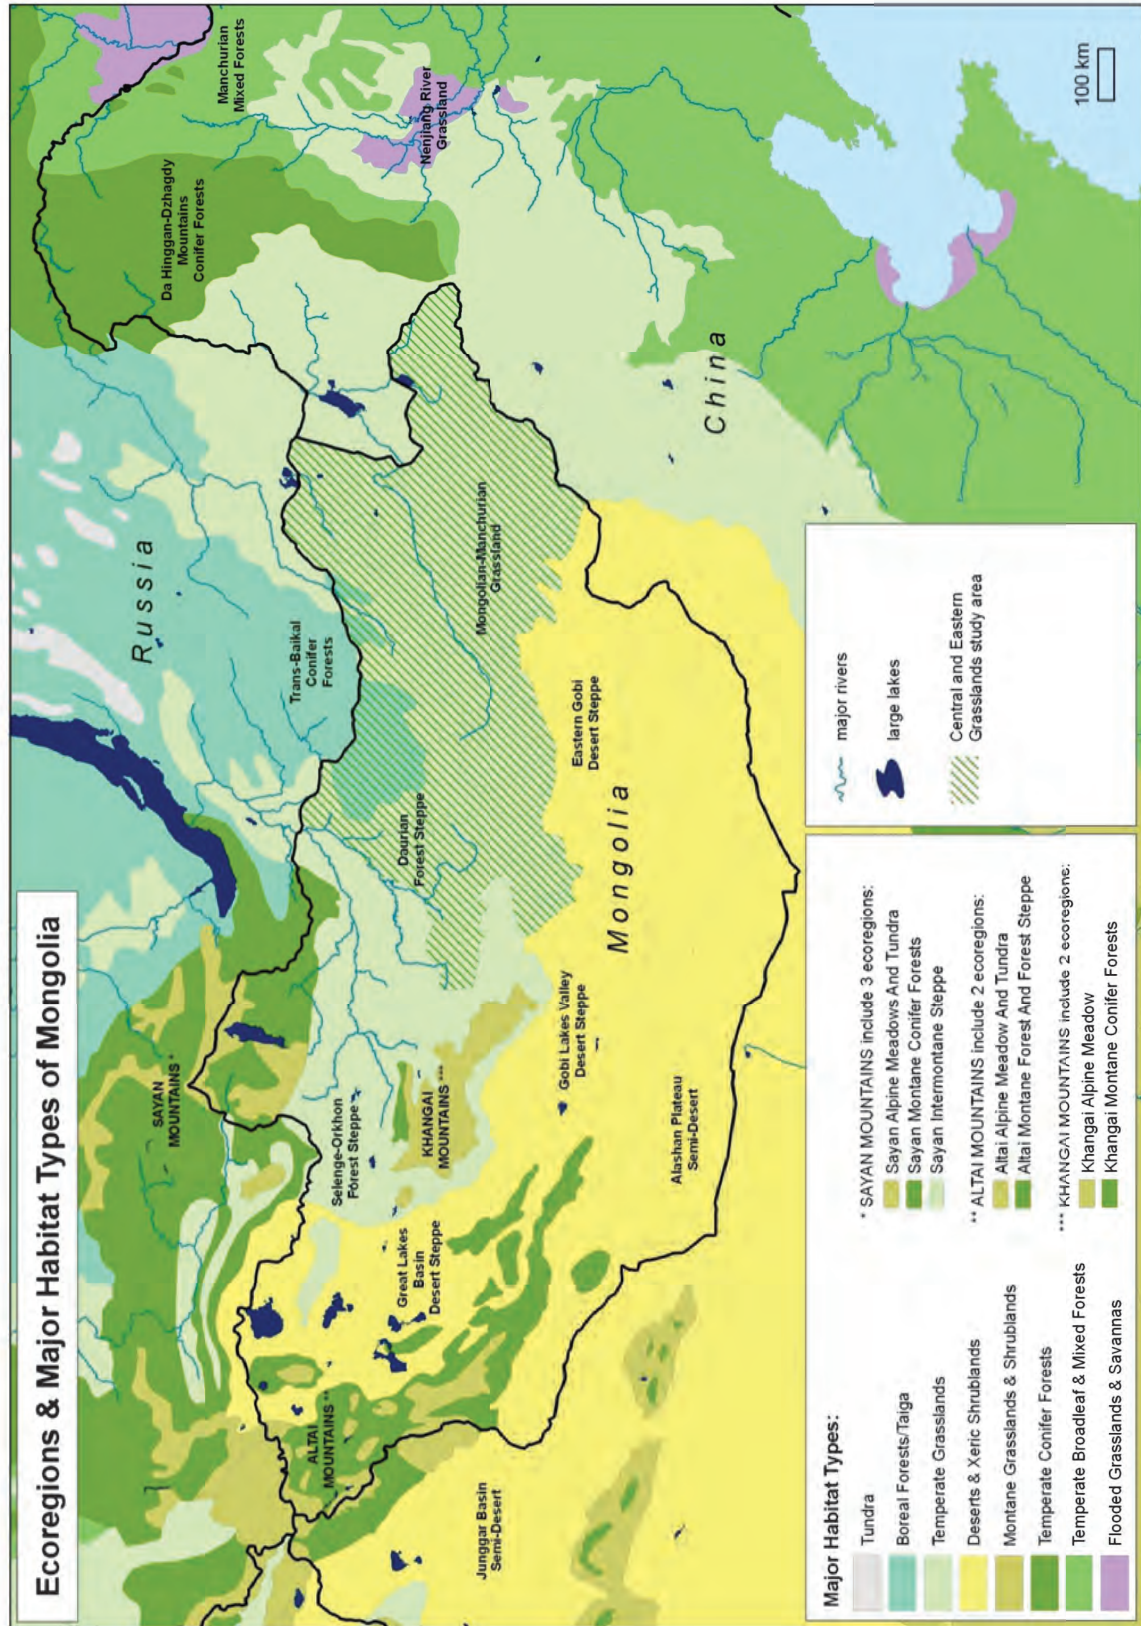 Ecoregions & Major Habitat Types of Mongolia
SAYAN
MOUNTAINS *
Russia
Trans-Baikal
Conifer
Forests
Da Hinggan-Dzhagdy
Mountains
Conifer Forests
Manchurian
Mixed Forests
Nenjiang River
Grassland
ALTAI
MOUNTAINS **
Great Lakes
Basin
Desert Steppe
Selenge-Orkhon
Forest Steppe
KHANGAI
MOUNTAINS ***
Daurian
Forest Steppe
Mongolian-Manchurian
Grassland
Junggar Basin
Semi-Desert
Gobi Lakes Valley
Desert Steppe
Eastern Gobi
Desert Steppe
Mongolia
Alashan Plateau
Semi-Desert
China
100 km
Major Habitat Types:
Tundra
Boreal Forests/Taiga
Temperate Grasslands
Deserts & Xeric Shrublands
Montane Grasslands & Shrublands
Temperate Conifer Forests
Temperate Broadleaf & Mixed Forests
Flooded Grasslands & Savannas
* SAYAN MOUNTAINS include 3 ecoregions:
Sayan Alpine Meadows And Tundra
Sayan Montane Conifer Forests
Sayan Intermontane Steppe
** ALTAI MOUNTAINS include 2 ecoregions:
Altai Alpine Meadow And Tundra
Altai Montane Forest And Forest Steppe
*** KHANGAI MOUNTAINS include 2 ecoregions:
Khangai Alpine Meadow
Khangai Montane Conifer Forests
major rivers
large lakes
Central and Eastern
Grasslands study area